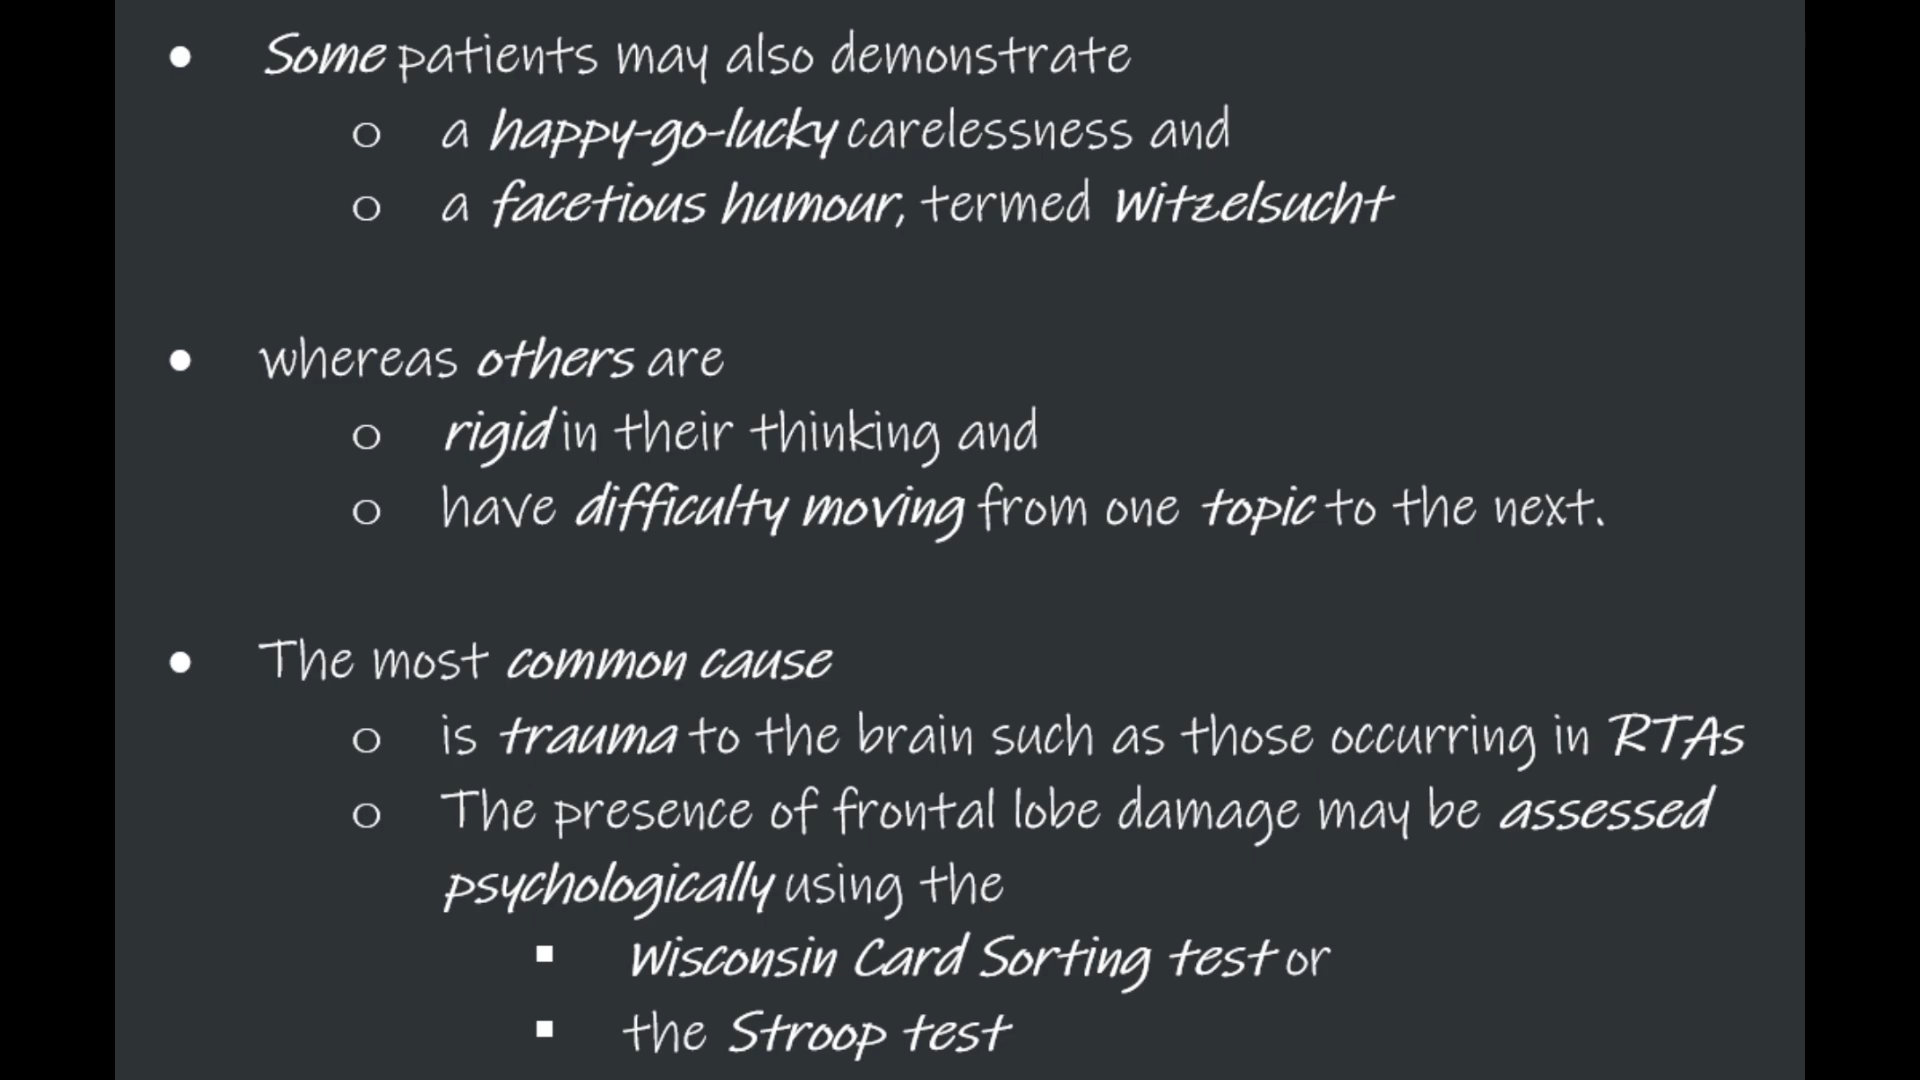 • Some patients may also demonstrate
o a happy-go-lucky carelessness and
o a facetious humour, termed Witzelsucht
• whereas others are
o rigid in their thinking and
o have difficulty moving from one topic to the next.
• The most common cause
o is trauma to the brain such as those occurring in RTAs
o The presence of frontal lobe damage may be assessed
psychologically using the
▪ Wisconsin Card Sorting test or
▪ the Stroop test